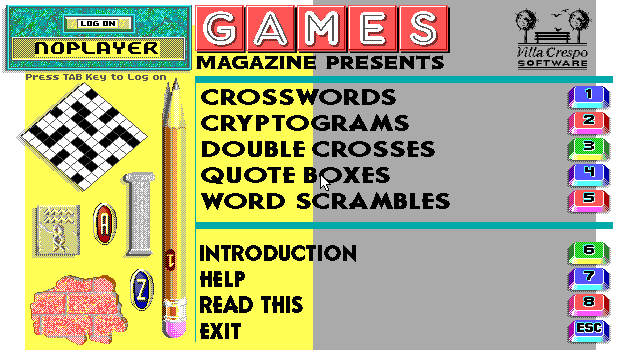 LOG ON
NOPLAYER
Press TAB Key to Log on
GAMES
MAGAZINE PRESENTS
Villa Crespo
SOFTWARE
CROSSWORDS 1
CRYPTOGRAMS 2
DOUBLE CROSSES 3
QUOTE BOXES 4
WORD SCRAMBLES 5
INTRODUCTION 6
HELP 7
READ THIS 8
EXIT ESC
A
Z
1